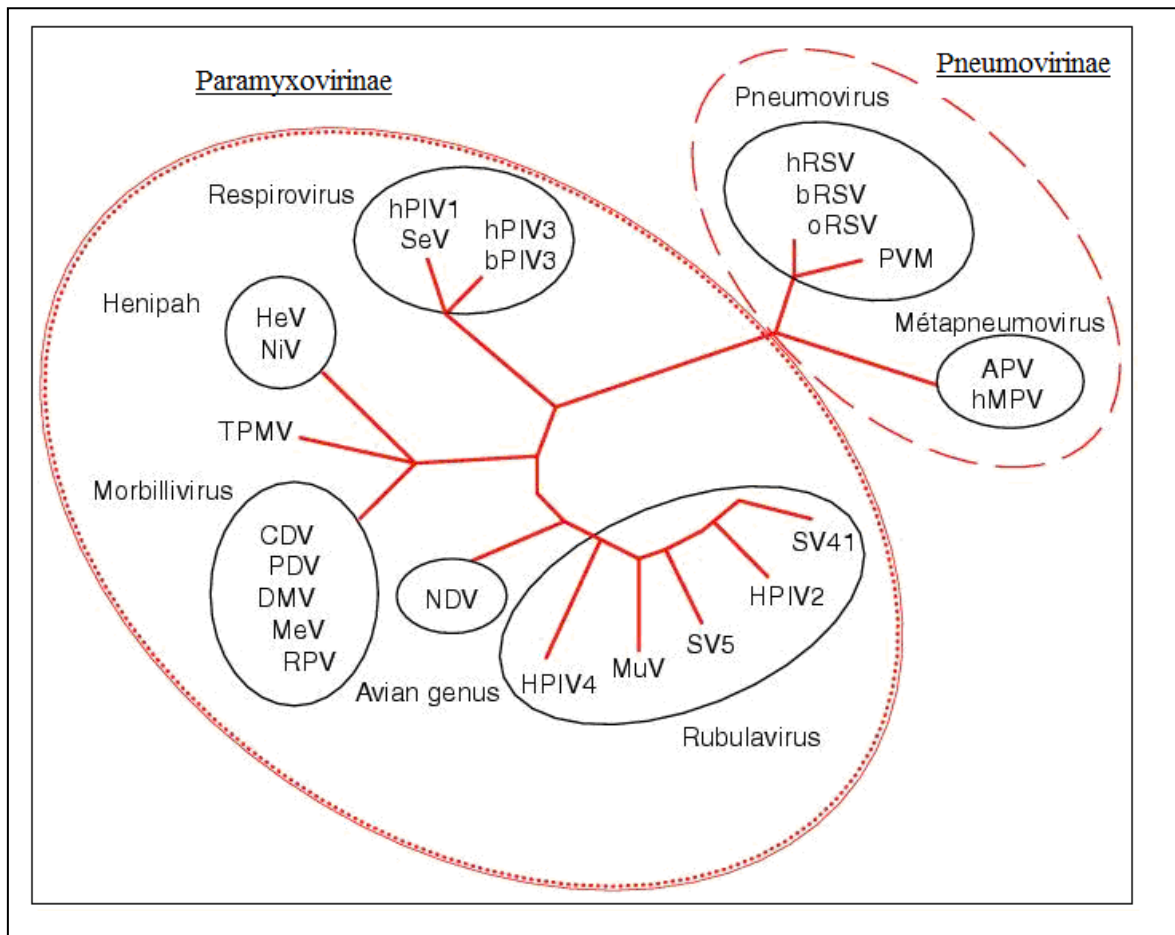 Paramyxovirinae
Pneumovirinae
Pneumovirus
hRSV
bRSV
oRSV
PVM
Respirovirus
hPIV1
SeV
hPIV3
bPIV3
Henipah
HeV
NiV
Métapneumovirus
APV
hMPV
TPMV
Morbillivirus
CDV
PDV
DMV
MeV
RPV
NDV
Avian genus
SV41
HPIV2
SV5
MuV
HPIV4
Rubulavirus